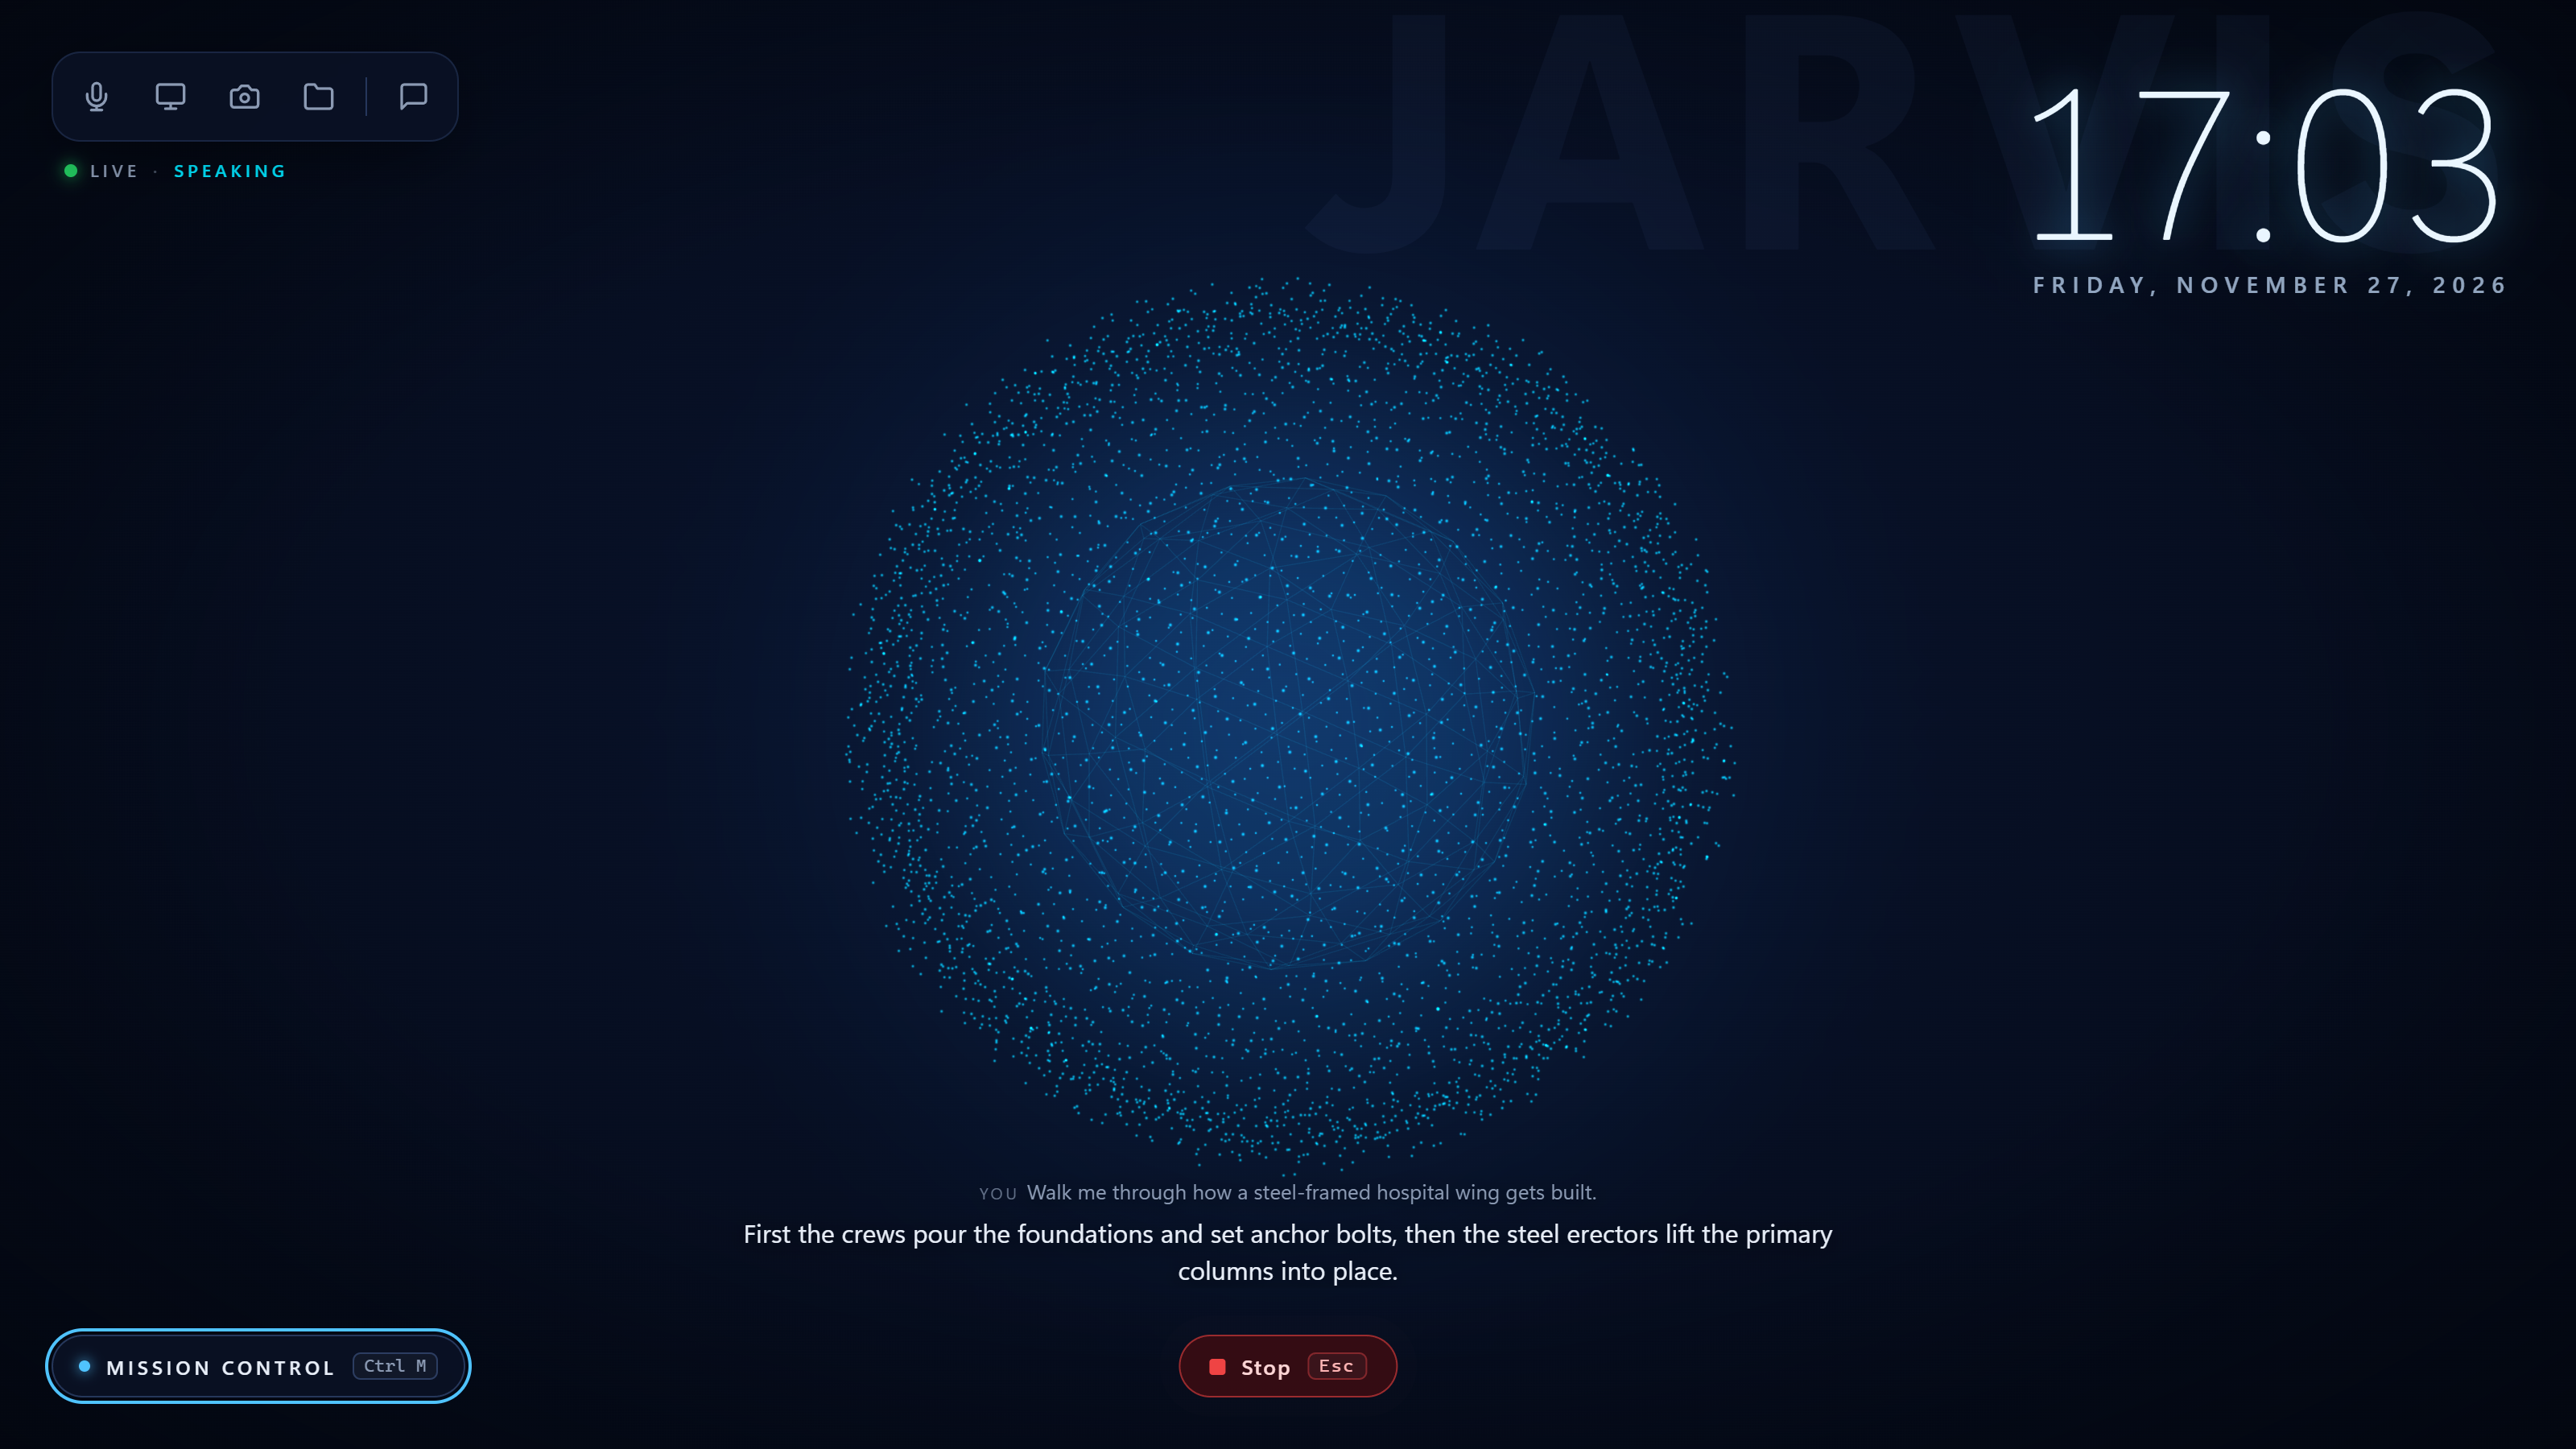 JARVIS
17:03
FRIDAY, NOVEMBER 27, 2026
LIVE · SPEAKING
YOU Walk me through how a steel-framed hospital wing gets built.
First the crews pour the foundations and set anchor bolts, then the steel erectors lift the primary
columns into place.
MISSION CONTROL Ctrl M
Stop Esc